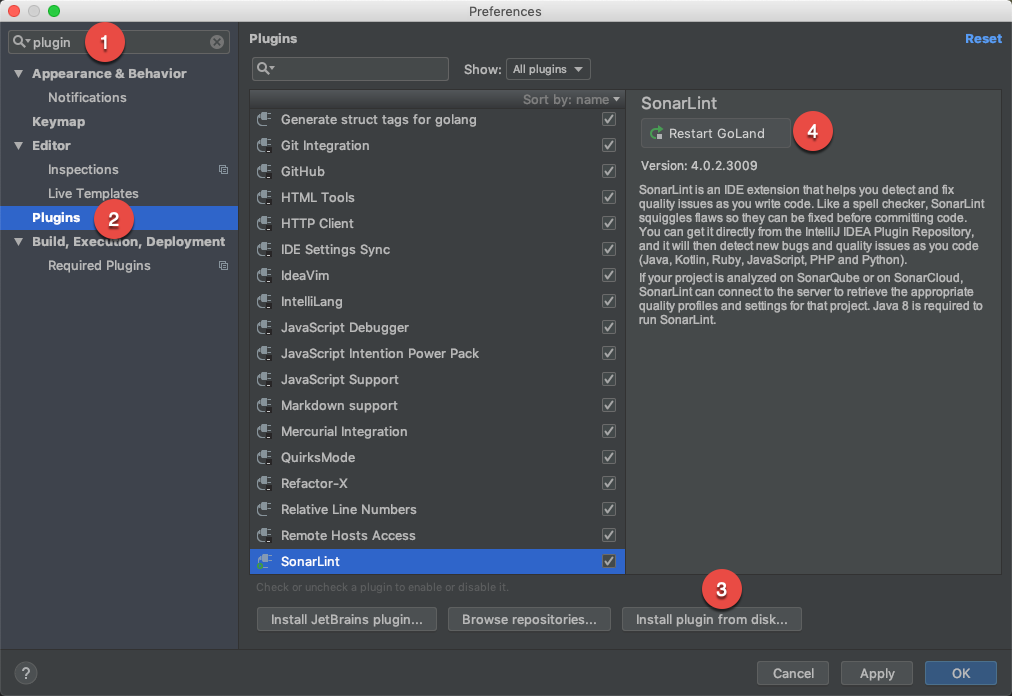 Preferences
plugin
1
Appearance & Behavior
Notifications
Keymap
Editor
Inspections
Live Templates
Plugins
2
Build, Execution, Deployment
Required Plugins
Plugins
Reset
Show: All plugins
Sort by: name
Generate struct tags for golang
Git Integration
GitHub
HTML Tools
HTTP Client
IDE Settings Sync
IdeaVim
IntelliLang
JavaScript Debugger
JavaScript Intention Power Pack
JavaScript Support
Markdown support
Mercurial Integration
QuirksMode
Refactor-X
Relative Line Numbers
Remote Hosts Access
SonarLint
SonarLint
Restart GoLand
4
Version: 4.0.2.3009
SonarLint is an IDE extension that helps you detect and fix
quality issues as you write code. Like a spell checker, SonarLint
squiggles flaws so they can be fixed before committing code.
You can get it directly from the IntelliJ IDEA Plugin Repository,
and it will then detect new bugs and quality issues as you code
(Java, Kotlin, Ruby, JavaScript, PHP and Python).
If your project is analyzed on SonarQube or on SonarCloud,
SonarLint can connect to the server to retrieve the appropriate
quality profiles and settings for that project. Java 8 is required to
run SonarLint.
Check or uncheck a plugin to enable or disable it.
3
Install JetBrains plugin...
Browse repositories...
Install plugin from disk...
?
Cancel
Apply
OK